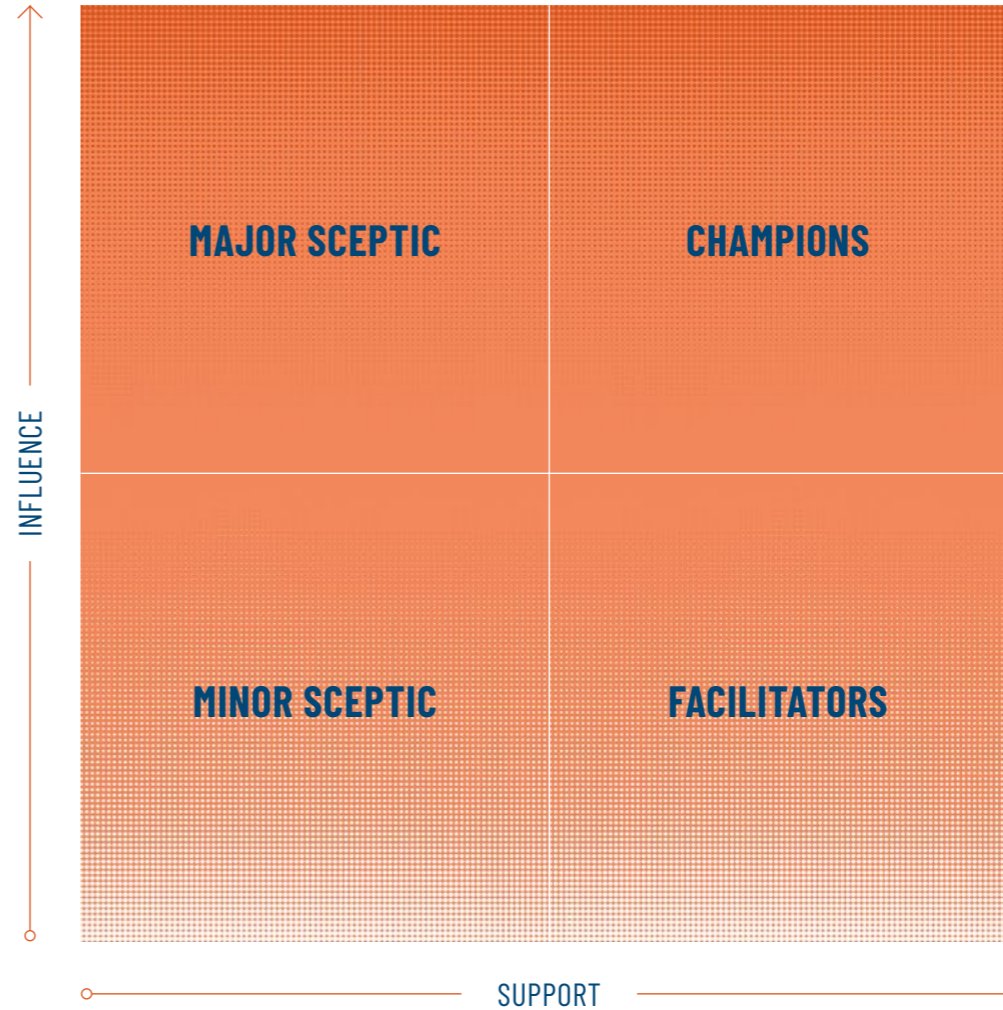 MAJOR SCEPTIC
CHAMPIONS
INFLUENCE
MINOR SCEPTIC
FACILITATORS
SUPPORT